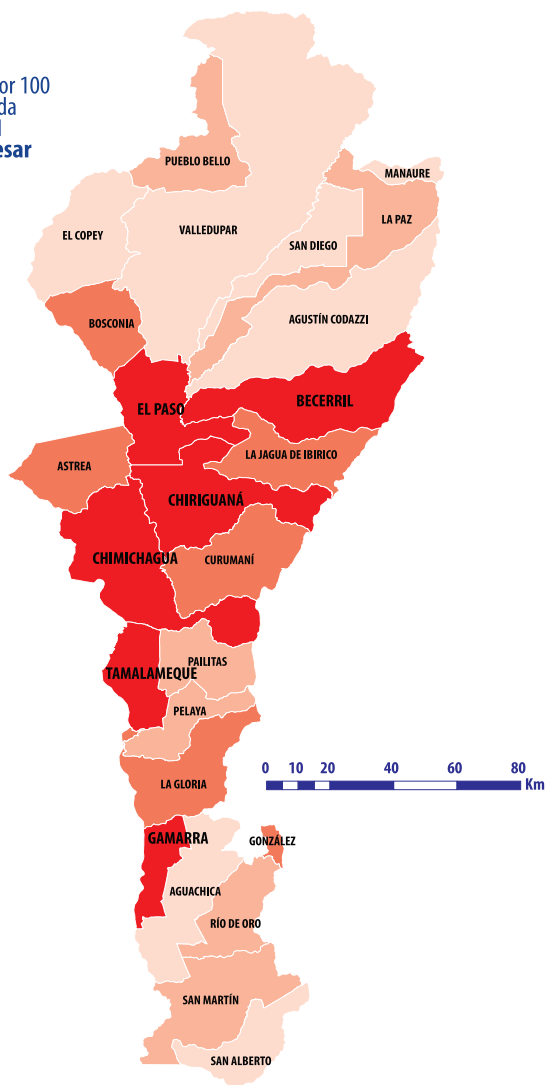 or 100
da
esar
PUEBLO BELLO
MANAURE
LA PAZ
EL COPEY
VALLEDUPAR
SAN DIEGO
BOSCONIA
AGUSTÍN CODAZZI
EL PASO
BECERRIL
ASTREA
LA JAGUA DE IBIRICO
CHIRIGUANÁ
CHIMICHAGUA
CURUMANÍ
PAILITAS
TAMALAMEQUE
PELAYA
0 10 20 40 60 80
Km
LA GLORIA
GAMARRA
GONZÁLEZ
AGUACHICA
RÍO DE ORO
SAN MARTÍN
SAN ALBERTO